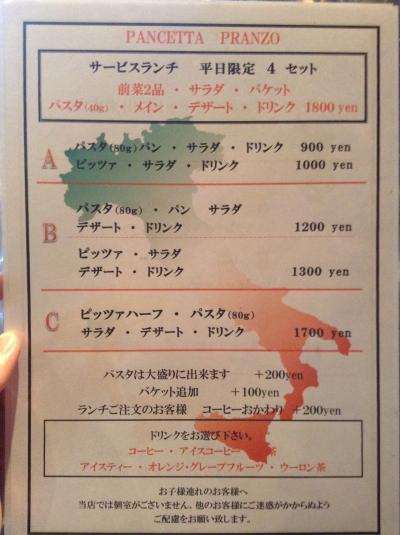 PANCETTA PRANZO
サービスランチ 平日限定 4 セット
前菜2品 ・ サラダ ・ バケット
パスタ(40g) ・ メイン ・ デザート ・ ドリンク 1800 yen
A
パスタ(80g)パン ・ サラダ ・ ドリンク 900 yen
ピッツァ ・ サラダ ・ ドリンク 1000 yen
B
パスタ(80g) ・ パン サラダ
デザート ・ ドリンク 1200 yen
ピッツァ ・ サラダ
デザート ・ ドリンク 1300 yen
C
ピッツァハーフ ・ パスタ(80g)
サラダ ・ デザート ・ ドリンク 1700 yen
パスタは大盛りに出来ます +200yen
バケット追加 +100yen
ランチご注文のお客様 コーヒーおかわり +200yen
ドリンクをお選び下さい。
コーヒー ・ アイスコーヒー 茶
アイスティー ・ オレンジ・グレープフルーツ ・ ウーロン茶
お子様連れのお客様へ
当店では個室がございません、他のお客様にご迷惑がかからぬよう
ご配慮をお願い致します。